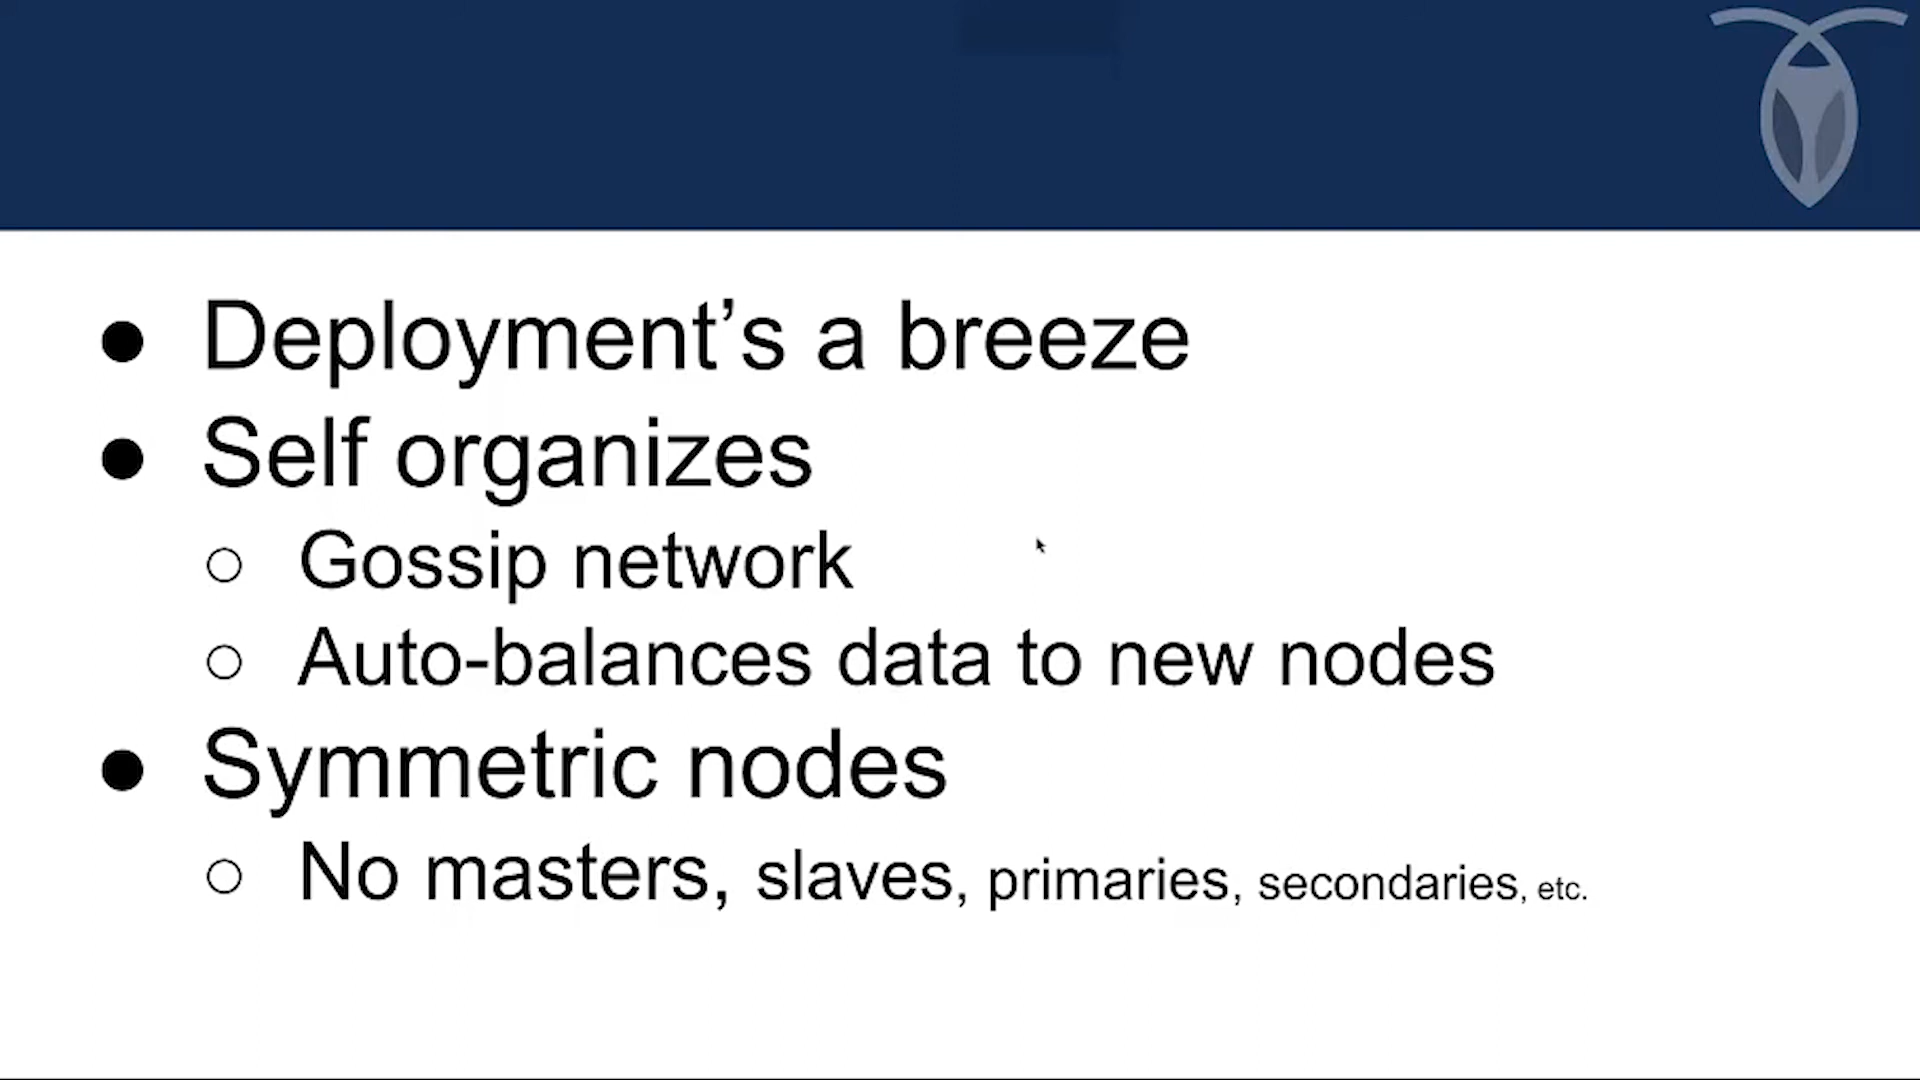 Deployment’s a breeze
Self organizes
Gossip network
Auto-balances data to new nodes
Symmetric nodes
No masters, slaves, primaries, secondaries, etc.